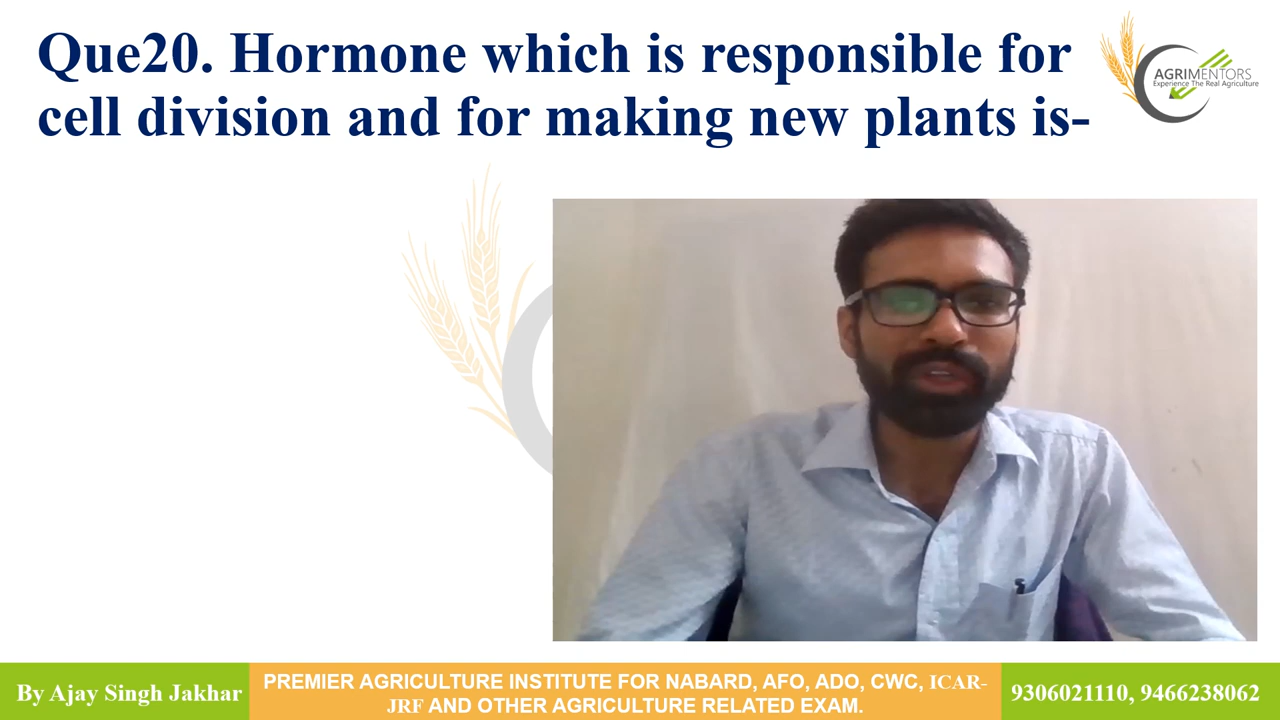 Que20. Hormone which is responsible for
cell division and for making new plants is-
AGRIMENTORS
Experience The Real Agriculture
By Ajay Singh Jakhar
PREMIER AGRICULTURE INSTITUTE FOR NABARD, AFO, ADO, CWC, ICAR-
JRF AND OTHER AGRICULTURE RELATED EXAM.
9306021110, 9466238062